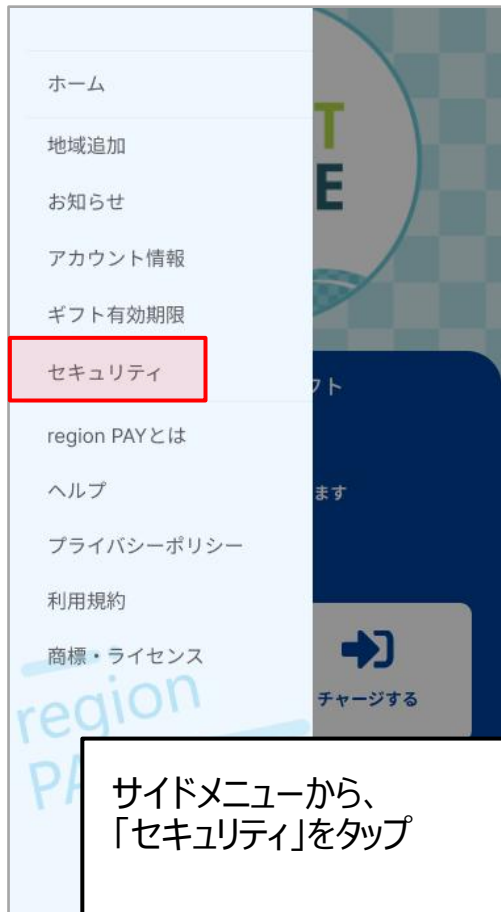 ホーム
地域追加
お知らせ
アカウント情報
ギフト有効期限
セキュリティ
region PAYとは
ヘルプ
プライバシーポリシー
利用規約
商標・ライセンス
region
PA
T
E
フト
ます
チャージする
サイドメニューから、
「セキュリティ」をタップ